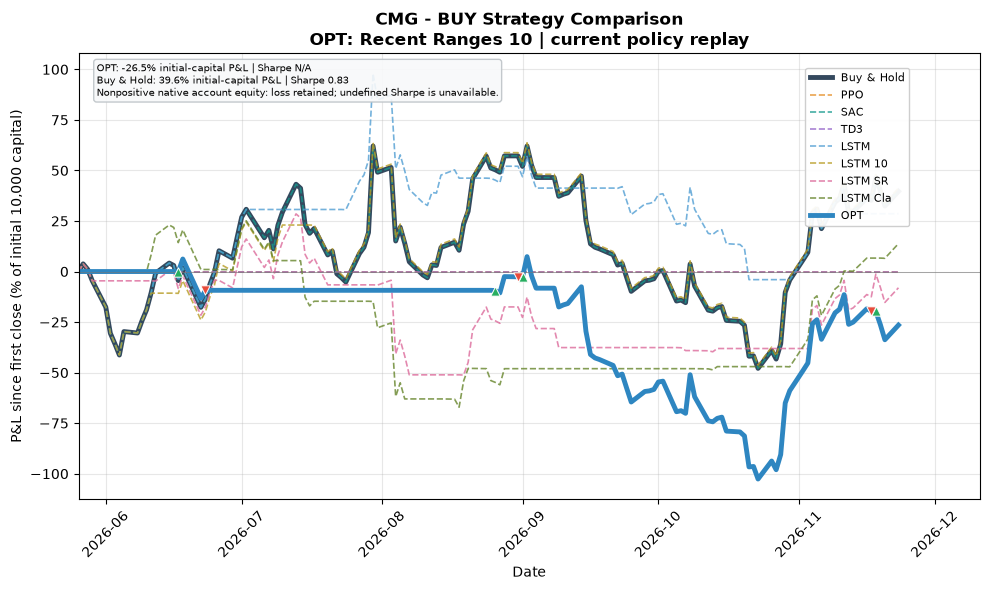 CMG - BUY Strategy Comparison
OPT: Recent Ranges 10 | current policy replay
OPT: -26.5% initial-capital P&L | Sharpe N/A
Buy & Hold: 39.6% initial-capital P&L | Sharpe 0.83
Nonpositive native account equity: loss retained; undefined Sharpe is unavailable.
Buy & Hold
PPO
SAC
TD3
LSTM
LSTM 10
LSTM SR
LSTM Cla
OPT
P&L since first close (% of initial 10,000 capital)
100
75
50
25
0
−25
−50
−75
−100
2026-06
2026-07
2026-08
2026-09
2026-10
2026-11
2026-12
Date